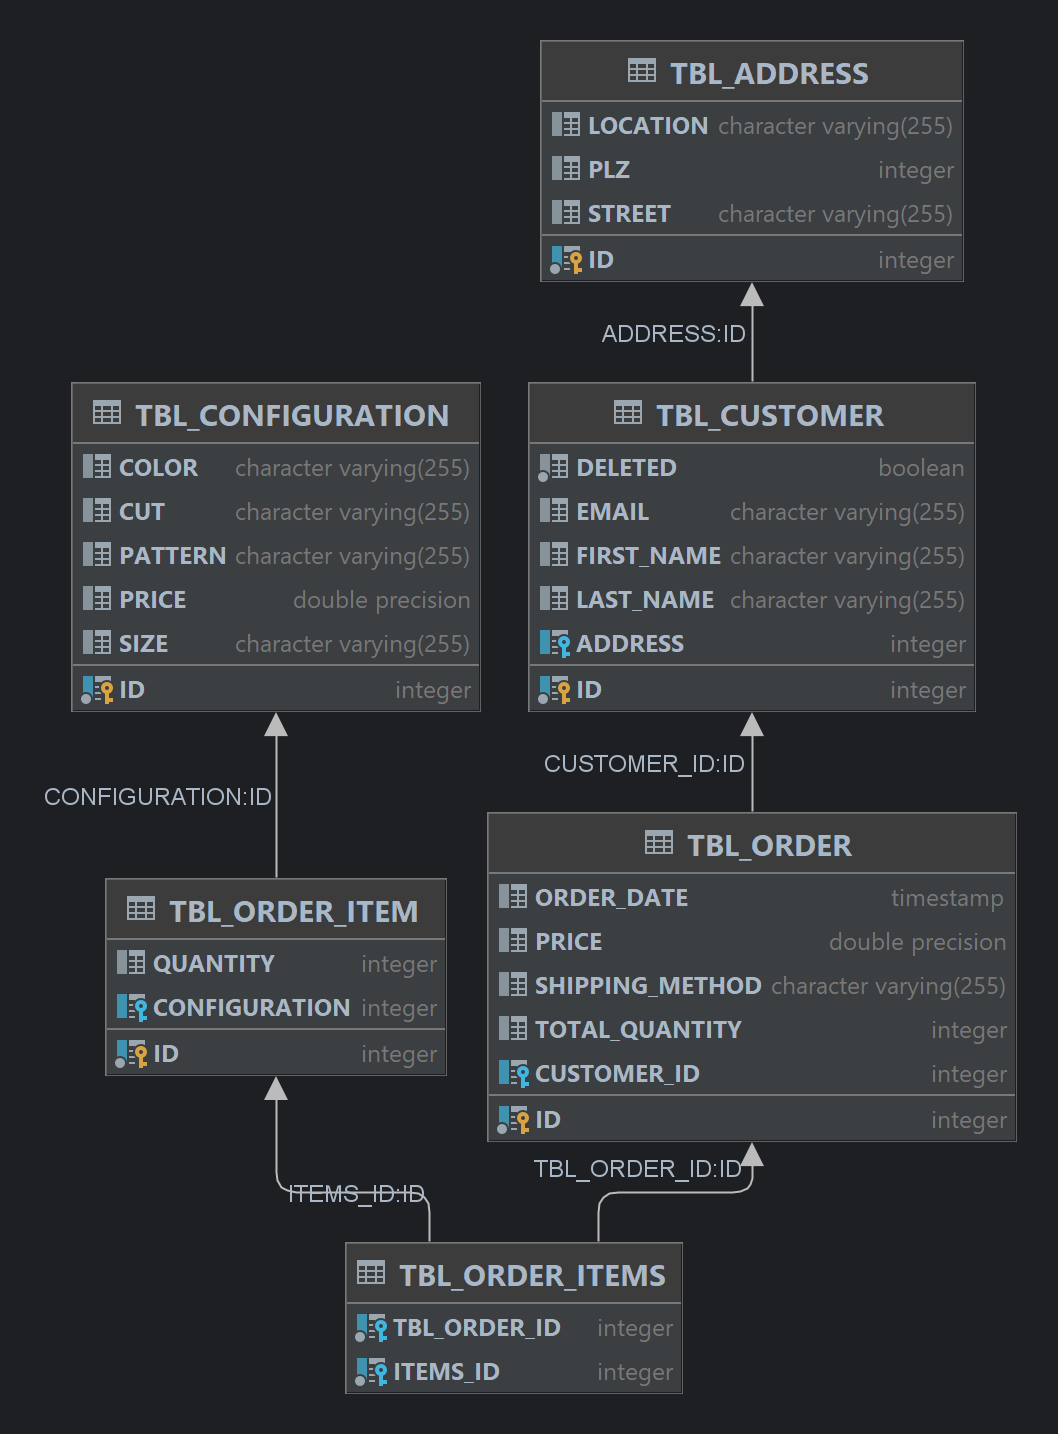 TBL_ADDRESS
LOCATION character varying(255)
PLZ integer
STREET character varying(255)
ID integer
ADDRESS:ID
TBL_CONFIGURATION
COLOR character varying(255)
CUT character varying(255)
PATTERN character varying(255)
PRICE double precision
SIZE character varying(255)
ID integer
TBL_CUSTOMER
DELETED boolean
EMAIL character varying(255)
FIRST_NAME character varying(255)
LAST_NAME character varying(255)
ADDRESS integer
ID integer
CONFIGURATION:ID
CUSTOMER_ID:ID
TBL_ORDER_ITEM
QUANTITY integer
CONFIGURATION integer
ID integer
TBL_ORDER
ORDER_DATE timestamp
PRICE double precision
SHIPPING_METHOD character varying(255)
TOTAL_QUANTITY integer
CUSTOMER_ID integer
ID integer
ITEMS_ID:ID
TBL_ORDER_ID:ID
TBL_ORDER_ITEMS
TBL_ORDER_ID integer
ITEMS_ID integer